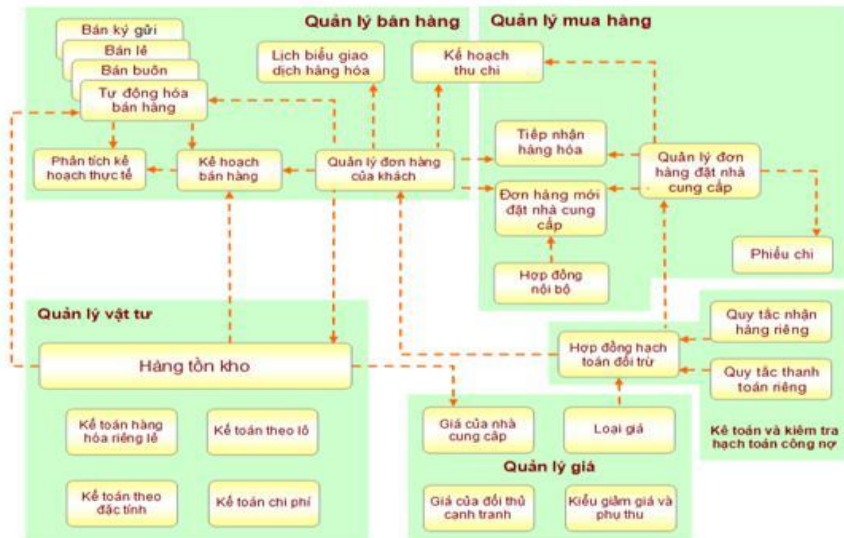 Quản lý bán hàng
Bán ký gửi
Bán lẻ
Bán buôn
Tự động hóa
bán hàng
Lịch biểu giao
dịch hàng hóa
Kế hoạch
thu chi
Phân tích kế
hoạch thực tế
Kế hoạch
bán hàng
Quản lý đơn hàng
của khách
Quản lý mua hàng
Tiếp nhận
hàng hóa
Quản lý đơn
hàng đặt nhà
cung cấp
Đơn hàng mới
đặt nhà cung
cấp
Hợp đồng
nội bộ
Phiếu chi
Quản lý vật tư
Hàng tồn kho
Kế toán hàng
hóa riêng lẻ
Kế toán theo lô
Kế toán theo
đặc tính
Kế toán chi phí
Hợp đồng hạch
toán đối trừ
Quy tắc nhận
hàng riêng
Quy tắc thanh
toán riêng
Kế toán và kiểm tra
hạch toán công nợ
Giá của nhà
cung cấp
Loại giá
Quản lý giá
Giá của đối thủ
cạnh tranh
Kiểu giảm giá và
phụ thu